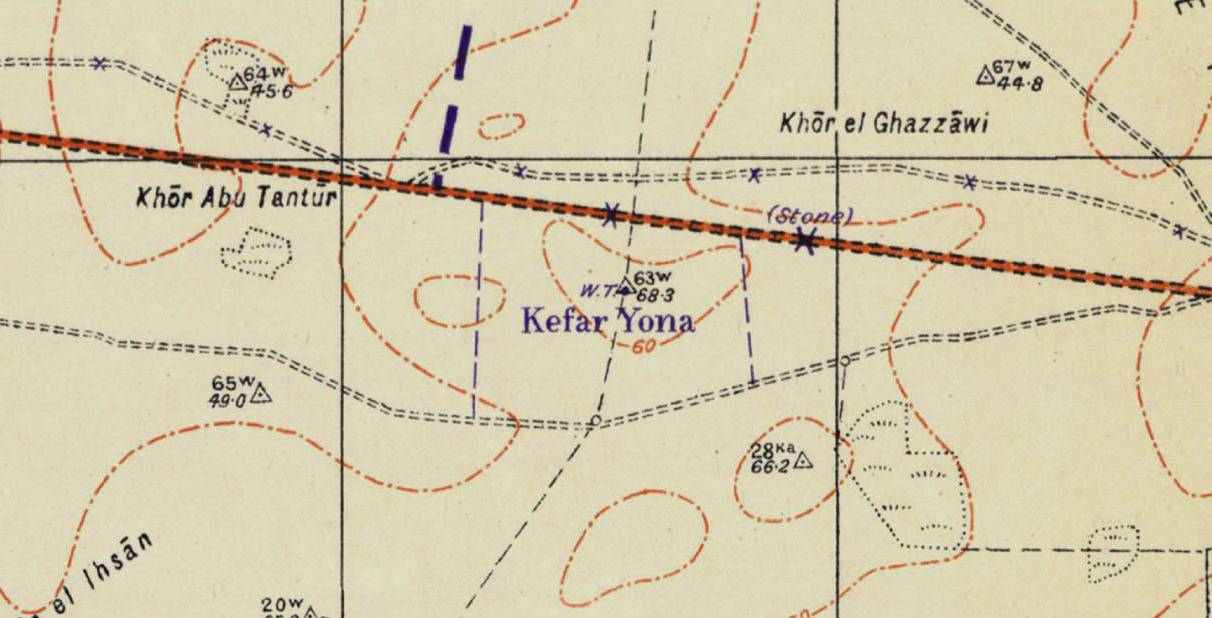 64W
45·6
67W
44·8
Khōr el Ghazzāwi
Khōr Abu Tantūr
(Stone)
W.T.
63W
68·3
Kefar Yona
60
65W
49·0
28Ka
66·2
el Ihsān
20W